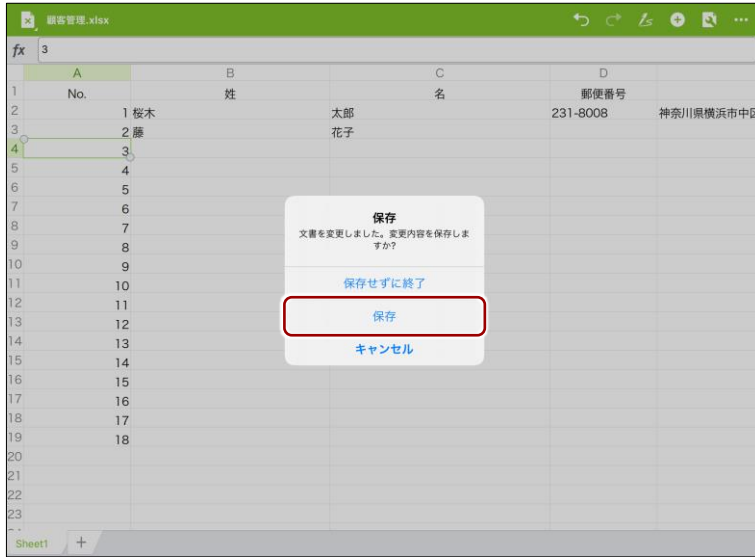 顧客管理.xlsx
fx 3
A B C D
1 No. 姓 名 郵便番号
2 1 桜木 太郎 231-8008 神奈川県横浜市中区
3 2 藤 花子
4 3
5 4
6 5
7 6
8 7
9 8
10 9
11 10
12 11
13 12
14 13
15 14
16 15
17 16
18 17
19 18
20
21
22
23
保存
文書を変更しました。変更内容を保存しま
すか?
保存せずに終了
保存
キャンセル
Sheet1 +